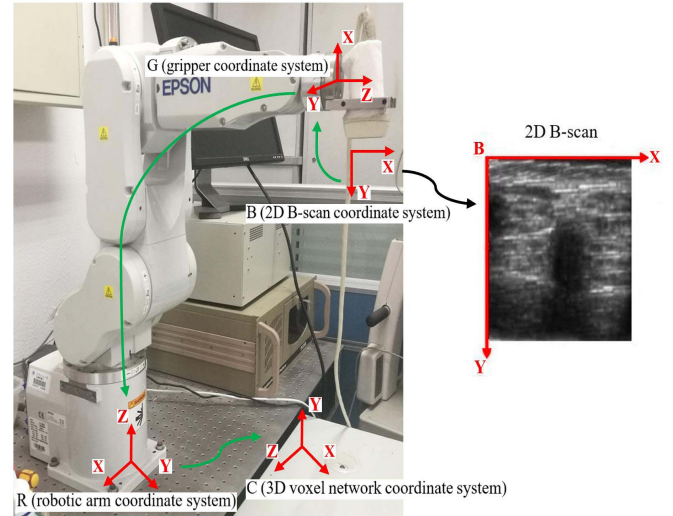 X
G (gripper coordinate system)
Z
Y
EPSON
2D B-scan
B
X
X
Y
B (2D B-scan coordinate system)
Y
Z
Y
X
Y
Z
X
R (robotic arm coordinate system)
C (3D voxel network coordinate system)